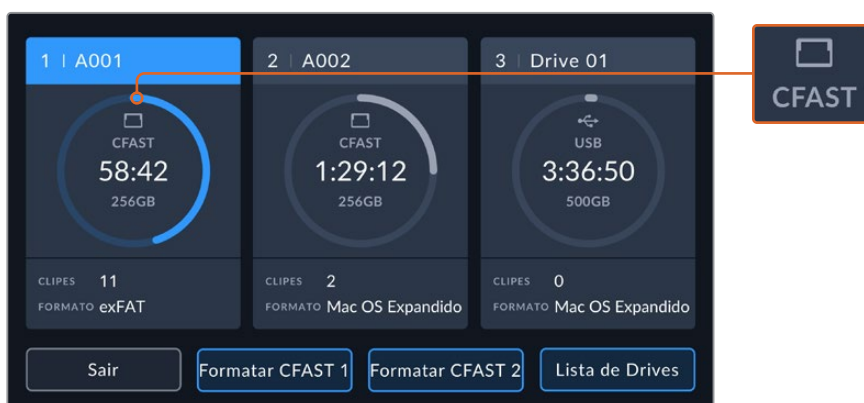 1 | A001
CFAST
58:42
256GB
CLIPES 11
FORMATO exFAT
2 | A002
CFAST
1:29:12
256GB
CLIPES 2
FORMATO Mac OS Expandido
3 | Drive 01
USB
3:36:50
500GB
CLIPES 0
FORMATO Mac OS Expandido
Sair
Formatar CFAST 1
Formatar CFAST 2
Lista de Drives
CFAST